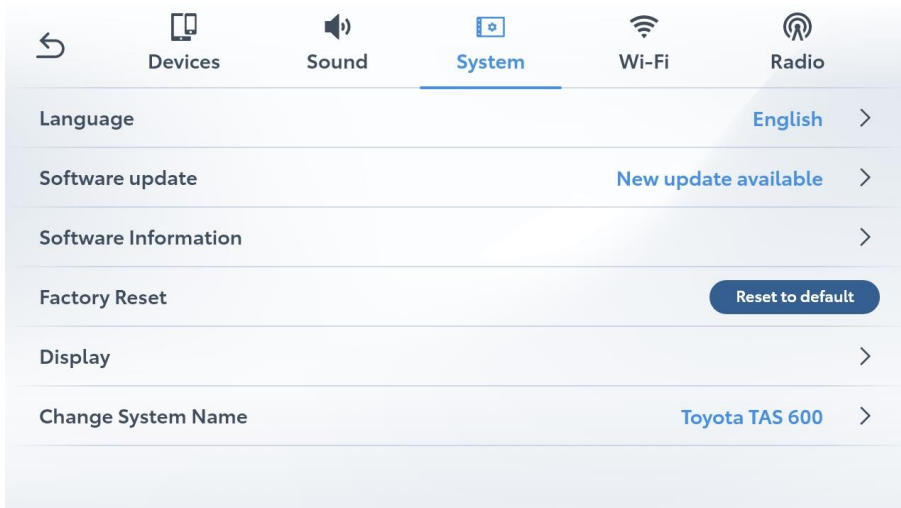 Devices
Sound
System
Wi-Fi
Radio
Language English
Software update New update available
Software Information
Factory Reset Reset to default
Display
Change System Name Toyota TAS 600